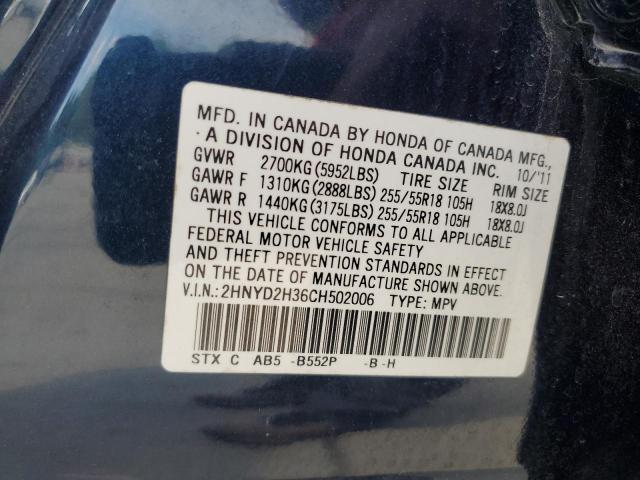 MFD. IN CANADA BY HONDA OF CANADA MFG.,
· A DIVISION OF HONDA CANADA INC. 10/'11
GVWR 2700KG (5952LBS) TIRE SIZE RIM SIZE
GAWR F 1310KG (2888LBS) 255/55R18 105H 18X8.0J
GAWR R 1440KG (3175LBS) 255/55R18 105H 18X8.0J
THIS VEHICLE CONFORMS TO ALL APPLICABLE
FEDERAL MOTOR VEHICLE SAFETY
AND THEFT PREVENTION STANDARDS IN EFFECT
ON THE DATE OF MANUFACTURE SHOWN ABOVE.
V.I.N.: 2HNYD2H36CH502006 TYPE: MPV
STX C AB5 -B552P -B -H